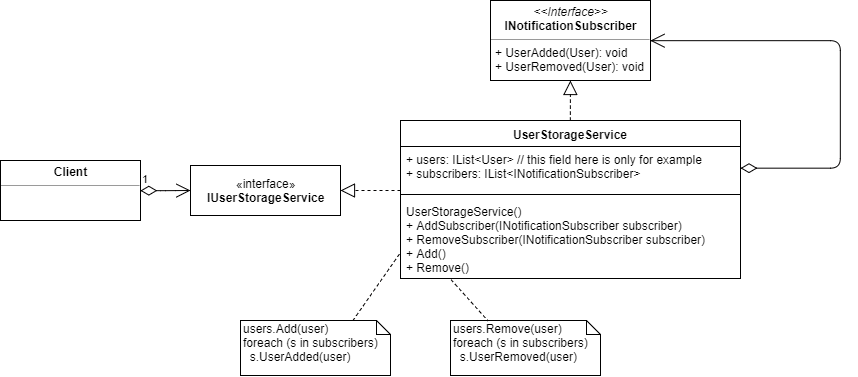 <<Interface>>
INotificationSubscriber
+ UserAdded(User): void
+ UserRemoved(User): void
UserStorageService
+ users: IList<User> // this field here is only for example
+ subscribers: IList<INotificationSubscriber>
UserStorageService()
+ AddSubscriber(INotificationSubscriber subscriber)
+ RemoveSubscriber(INotificationSubscriber subscriber)
+ Add()
+ Remove()
Client
1
«interface»
IUserStorageService
users.Add(user)
foreach (s in subscribers)
s.UserAdded(user)
users.Remove(user)
foreach (s in subscribers)
s.UserRemoved(user)